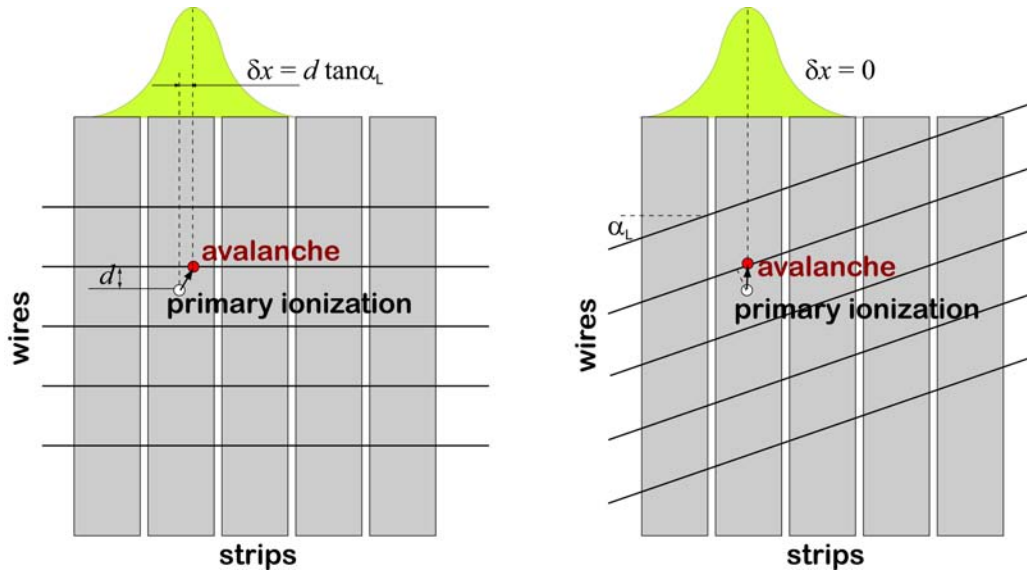 δx = d tanα_L
avalanche
d
primary ionization
wires
strips
δx = 0
α_L
avalanche
primary ionization
wires
strips